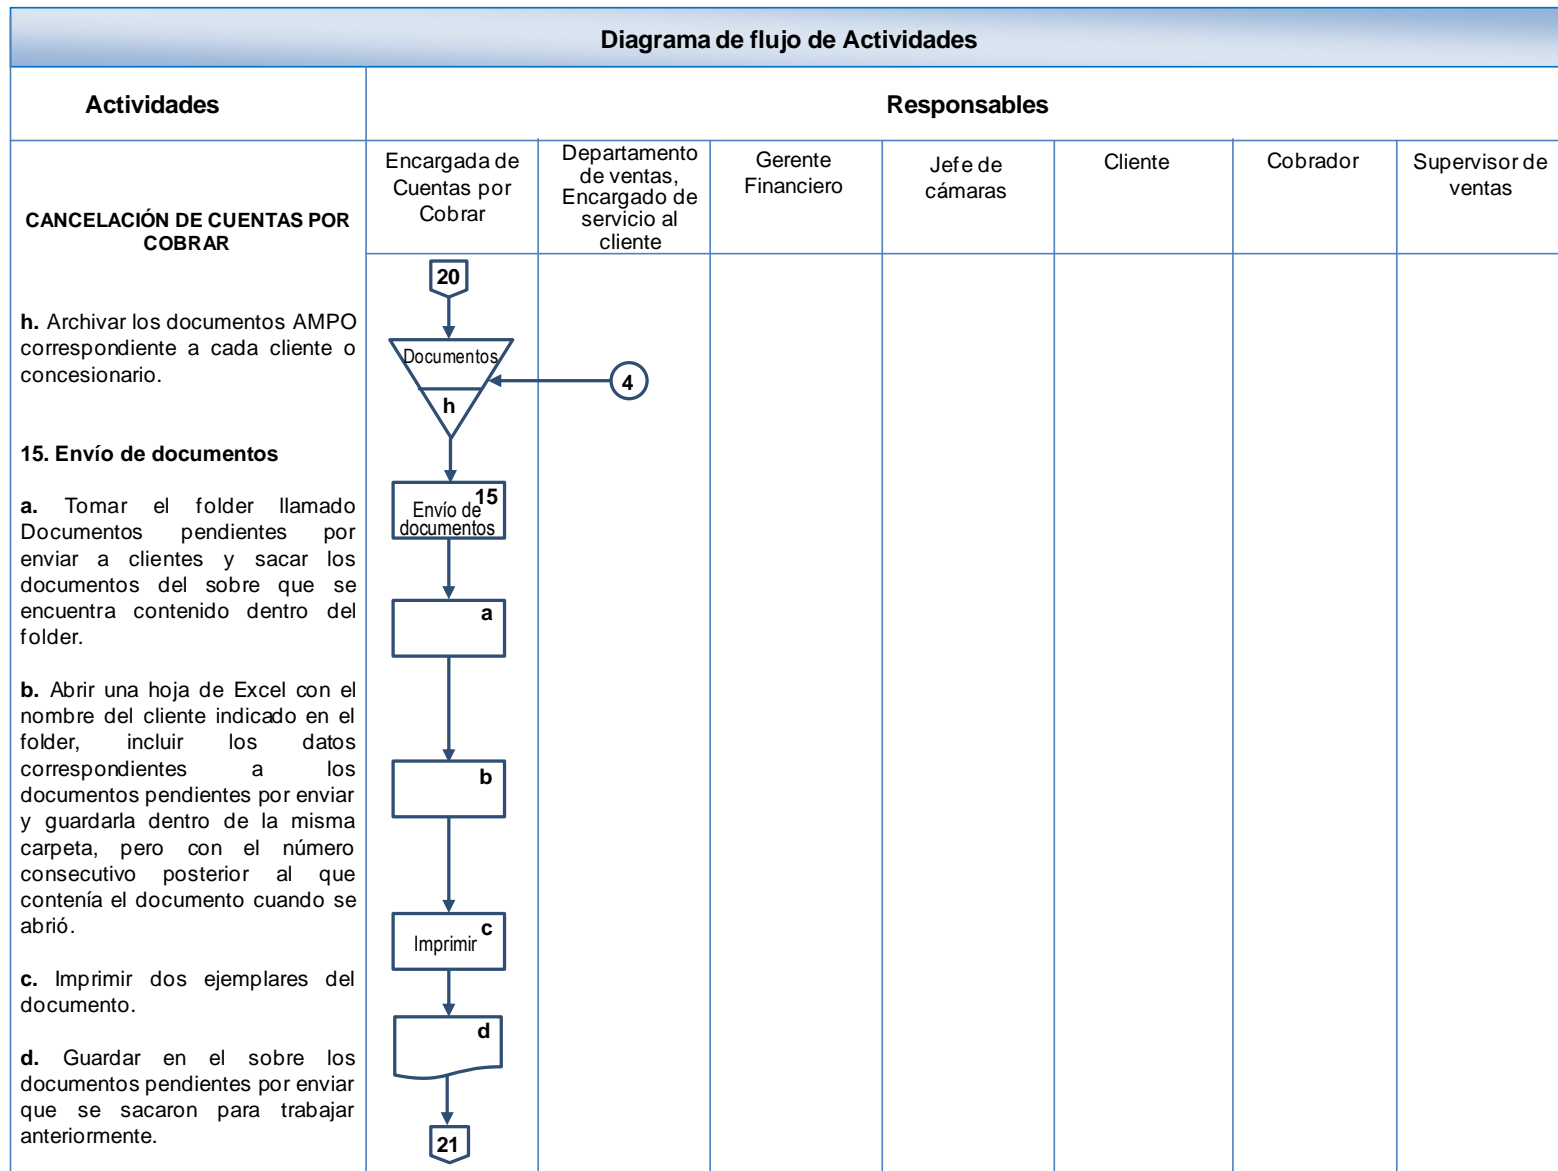 Diagrama de flujo de Actividades
Actividades
Responsables
CANCELACIÓN DE CUENTAS POR
COBRAR
Encargada de
Cuentas por
Cobrar
Departamento
de ventas,
Encargado de
servicio al
cliente
Gerente
Financiero
Jefe de
cámaras
Cliente
Cobrador
Supervisor de
ventas
h. Archivar los documentos AMPO
correspondiente a cada cliente o
concesionario.
15. Envío de documentos
a. Tomar el folder llamado
Documentos pendientes por
enviar a clientes y sacar los
documentos del sobre que se
encuentra contenido dentro del
folder.
b. Abrir una hoja de Excel con el
nombre del cliente indicado en el
folder, incluir los datos
correspondientes a los
documentos pendientes por enviar
y guardarla dentro de la misma
carpeta, pero con el número
consecutivo posterior al que
contenía el documento cuando se
abrió.
c. Imprimir dos ejemplares del
documento.
d. Guardar en el sobre los
documentos pendientes por enviar
que se sacaron para trabajar
anteriormente.
20
Documentos
h
4
15
Envío de
documentos
a
b
c
Imprimir
d
21